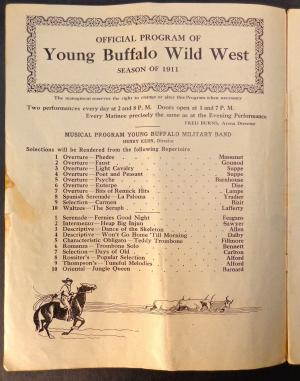 OFFICIAL PROGRAM OF
Young Buffalo Wild West
SEASON OF 1911
The management reserves the right to change or alter this Program when necessary
Two performances every day at 2 and 8 P. M. Doors open at 1 and 7 P. M.
Every Matinee precisely the same as at the Evening Performance
FRED BURNS, Arena Director
MUSICAL PROGRAM YOUNG BUFFALO MILITARY BAND
HENRY KERN, Director
Selections will be Rendered from the following Repertoire
1 Overture—Phedre Massenet
2 Overture—Faust Gounod
3 Overture—Light Cavalry Suppe
4 Overture—Poet and Peasant Suppe
5 Overture—Psyche Barnhouse
6 Overture—Euterpe Dise
7 Overture—Bits of Remick Hits Lampe
8 Spanish Serenade—La Paloma Yradier
9 Selection—Carmen Bizit
10 Waltzes—The Seraph Lafferty
1 Serenade—Fernies Good Night Feagans
2 Intermezzo—Heap Big Injun Sawyer
3 Descriptive—Dance of the Skeleton Allen
4 Descriptive—Won't Go Home 'Till Morning Dalby
5 Characteristic Obligato—Teddy Trombone Fillmore
6 Romanza—Trombone Solo Bennett
7 Selection—Days of Old Carlton
8 Rossiter's—Popular Selection Alford
9 Thompson's—Tuneful Melodies Alford
10 Oriental—Jungle Queen Barnard